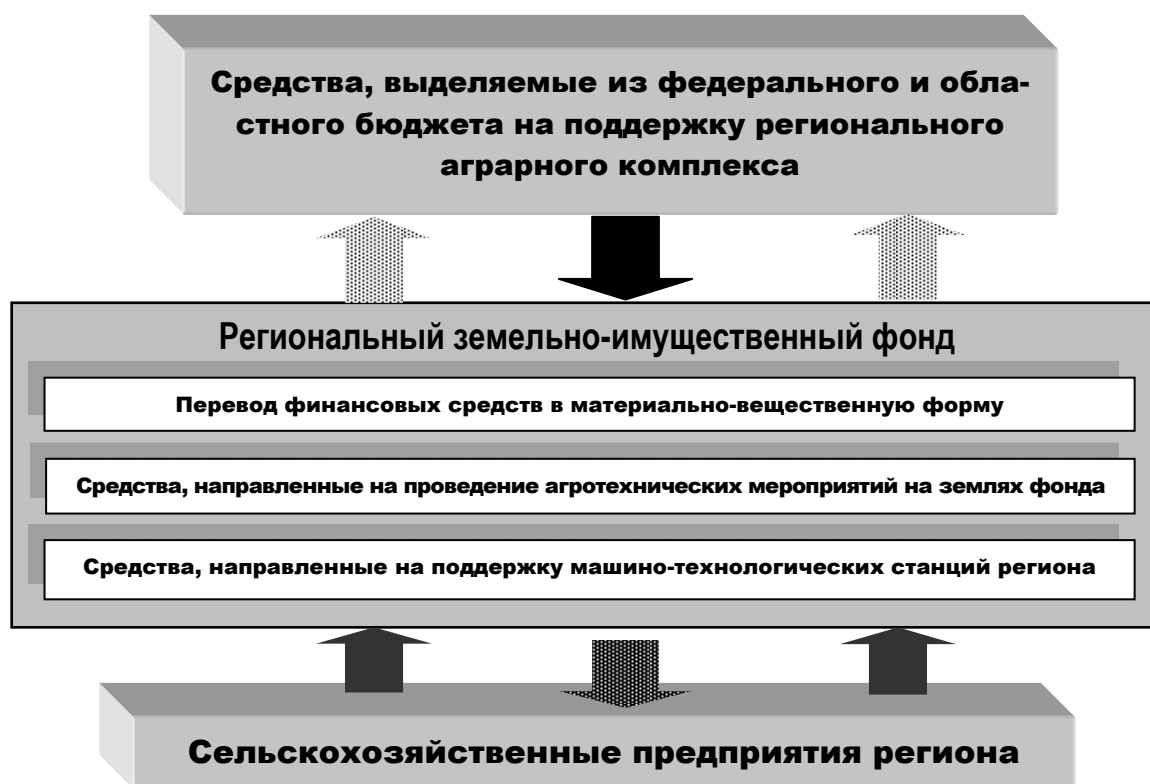 Средства, выделяемые из федерального и обла-
стного бюджета на поддержку регионального
аграрного комплекса
Региональный земельно-имущественный фонд
Перевод финансовых средств в материально-вещественную форму
Средства, направленные на проведение агротехнических мероприятий на землях фонда
Средства, направленные на поддержку машино-технологических станций региона
Сельскохозяйственные предприятия региона